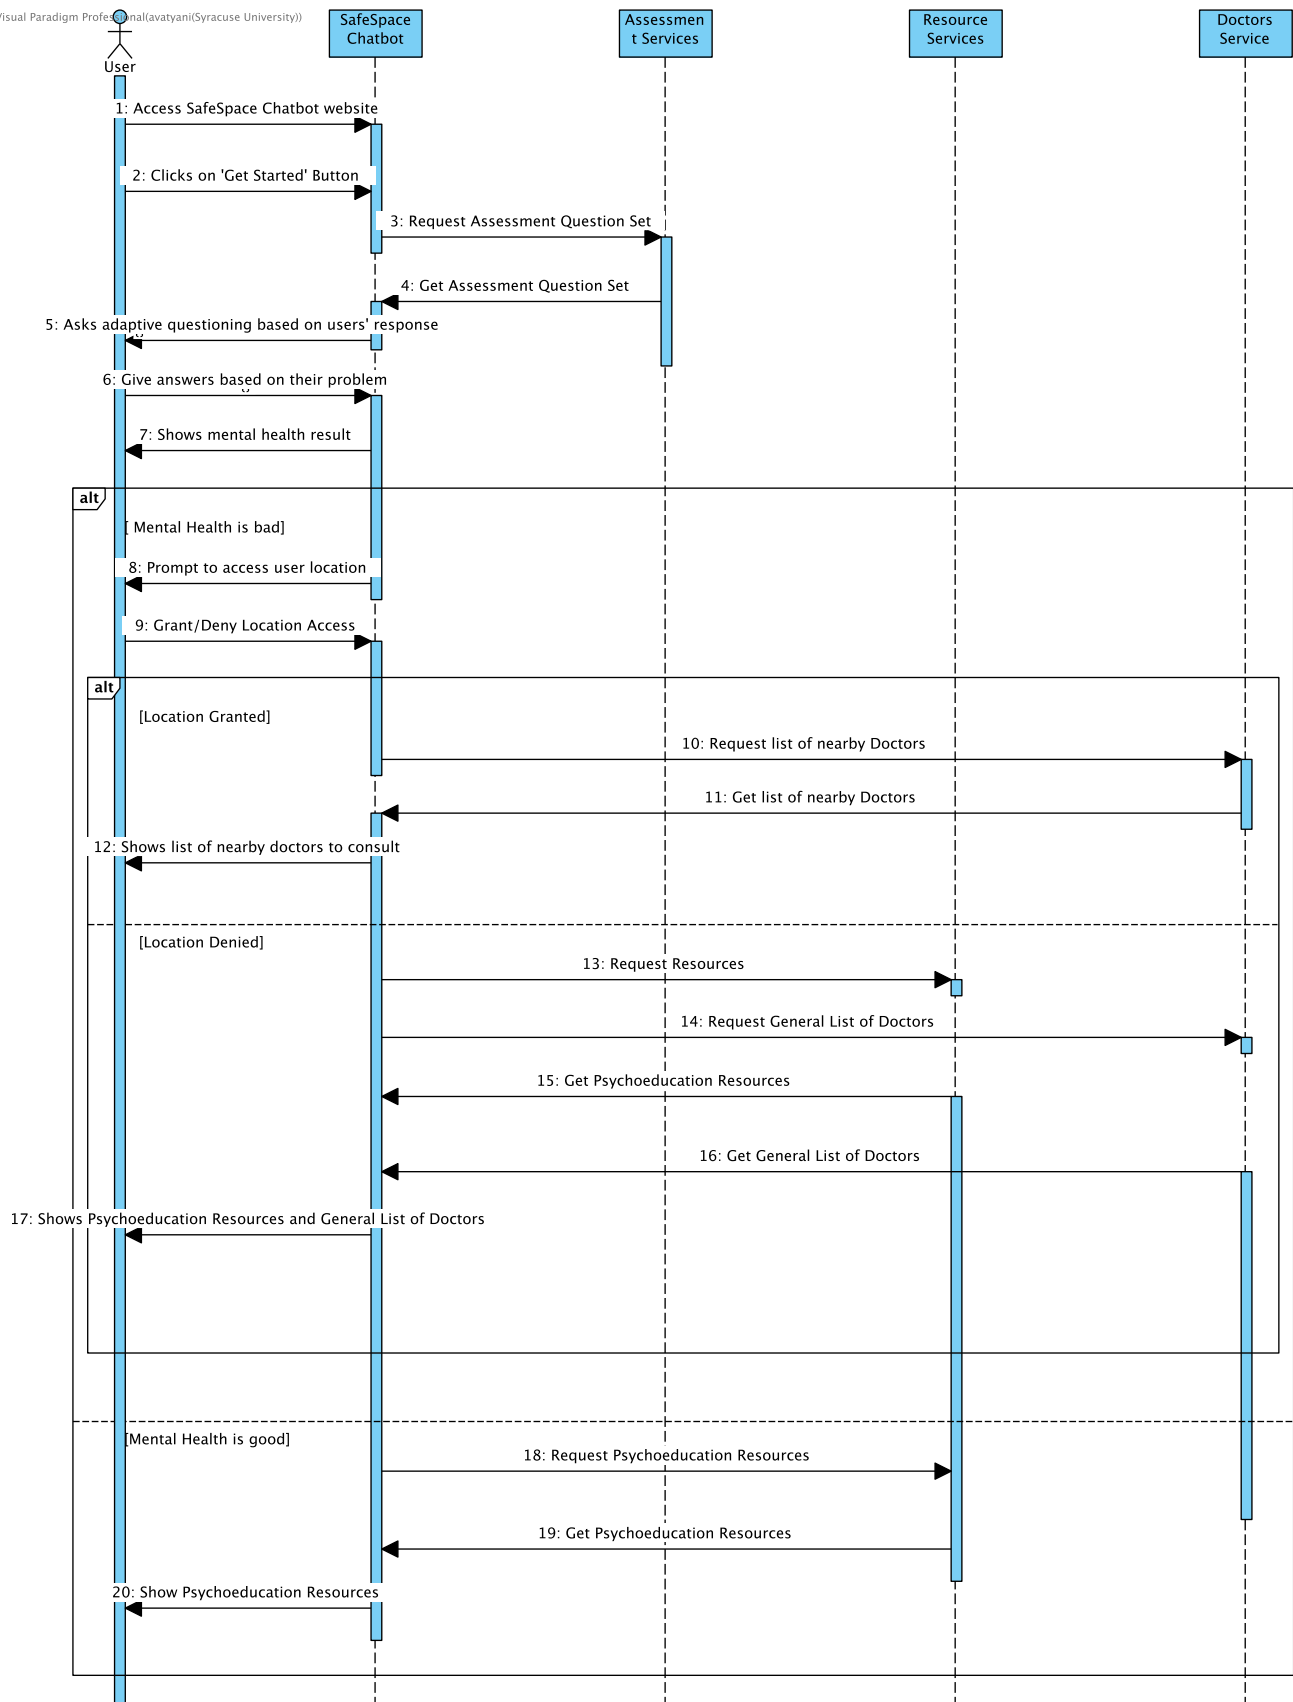 Visual Paradigm Professional(avatyani(Syracuse University))
User
SafeSpace
Chatbot
Assessmen
t Services
Resource
Services
Doctors
Service
1: Access SafeSpace Chatbot website
2: Clicks on 'Get Started' Button
3: Request Assessment Question Set
4: Get Assessment Question Set
5: Asks adaptive questioning based on users' response
6: Give answers based on their problem
7: Shows mental health result
alt
[ Mental Health is bad]
8: Prompt to access user location
9: Grant/Deny Location Access
alt
[Location Granted]
10: Request list of nearby Doctors
11: Get list of nearby Doctors
12: Shows list of nearby doctors to consult
[Location Denied]
13: Request Resources
14: Request General List of Doctors
15: Get Psychoeducation Resources
16: Get General List of Doctors
17: Shows Psychoeducation Resources and General List of Doctors
[Mental Health is good]
18: Request Psychoeducation Resources
19: Get Psychoeducation Resources
20: Show Psychoeducation Resources